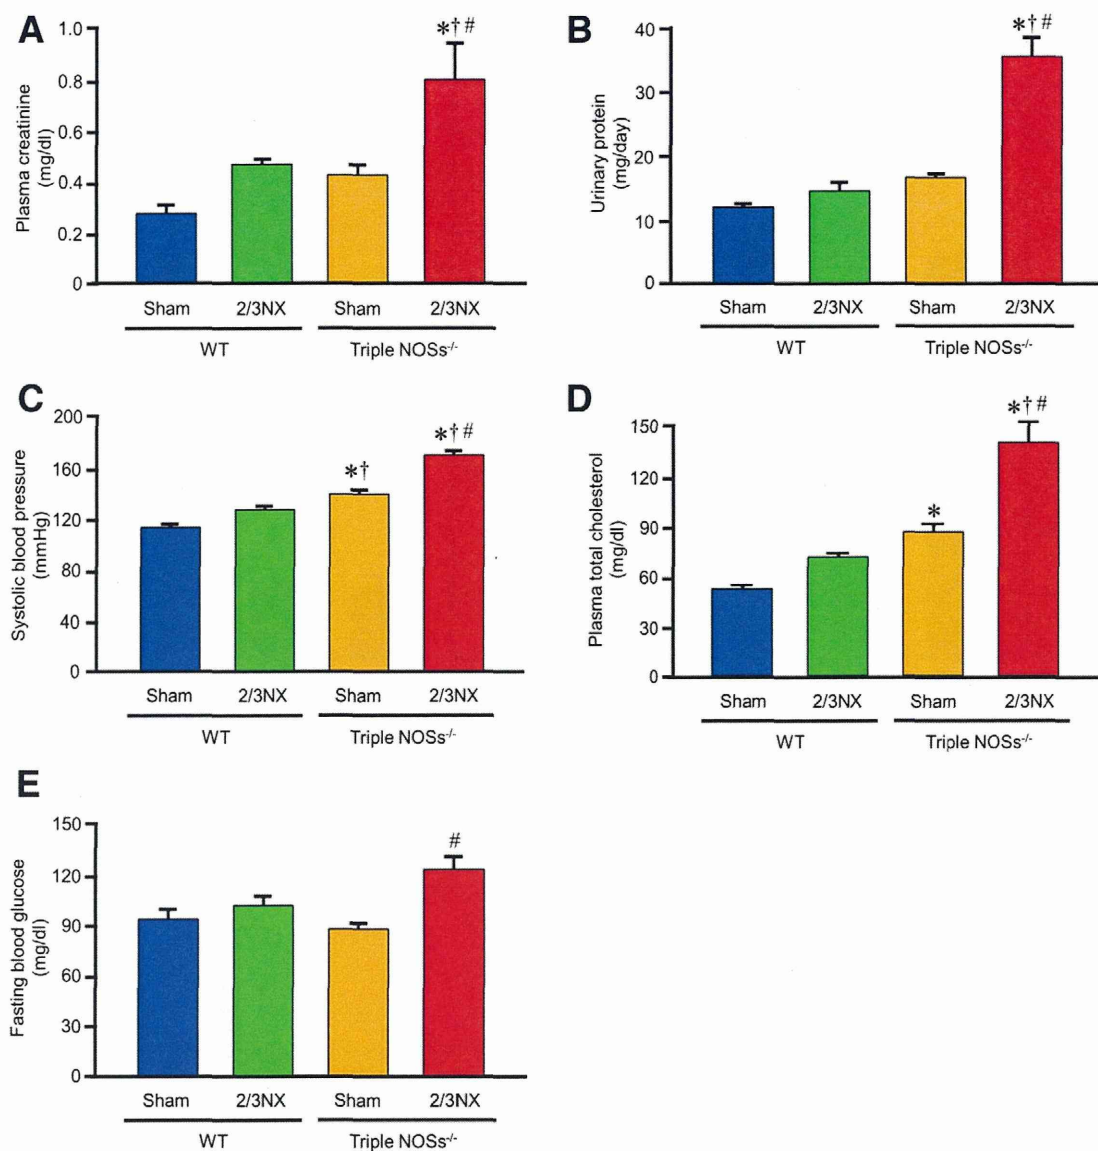 A
Plasma creatinine
(mg/dl)
1.0
0.8
0.6
0.4
0.2
0
*†#
Sham
2/3NX
Sham
2/3NX
WT
Triple NOSs-/-
B
Urinary protein
(mg/day)
40
30
20
10
0
*†#
Sham
2/3NX
Sham
2/3NX
WT
Triple NOSs-/-
C
Systolic blood pressure
(mmHg)
200
160
120
80
40
0
*†
*†#
Sham
2/3NX
Sham
2/3NX
WT
Triple NOSs-/-
D
Plasma total cholesterol
(mg/dl)
150
120
90
60
30
0
*
*†#
Sham
2/3NX
Sham
2/3NX
WT
Triple NOSs-/-
E
Fasting blood glucose
(mg/dl)
150
120
90
60
30
0
#
Sham
2/3NX
Sham
2/3NX
WT
Triple NOSs-/-